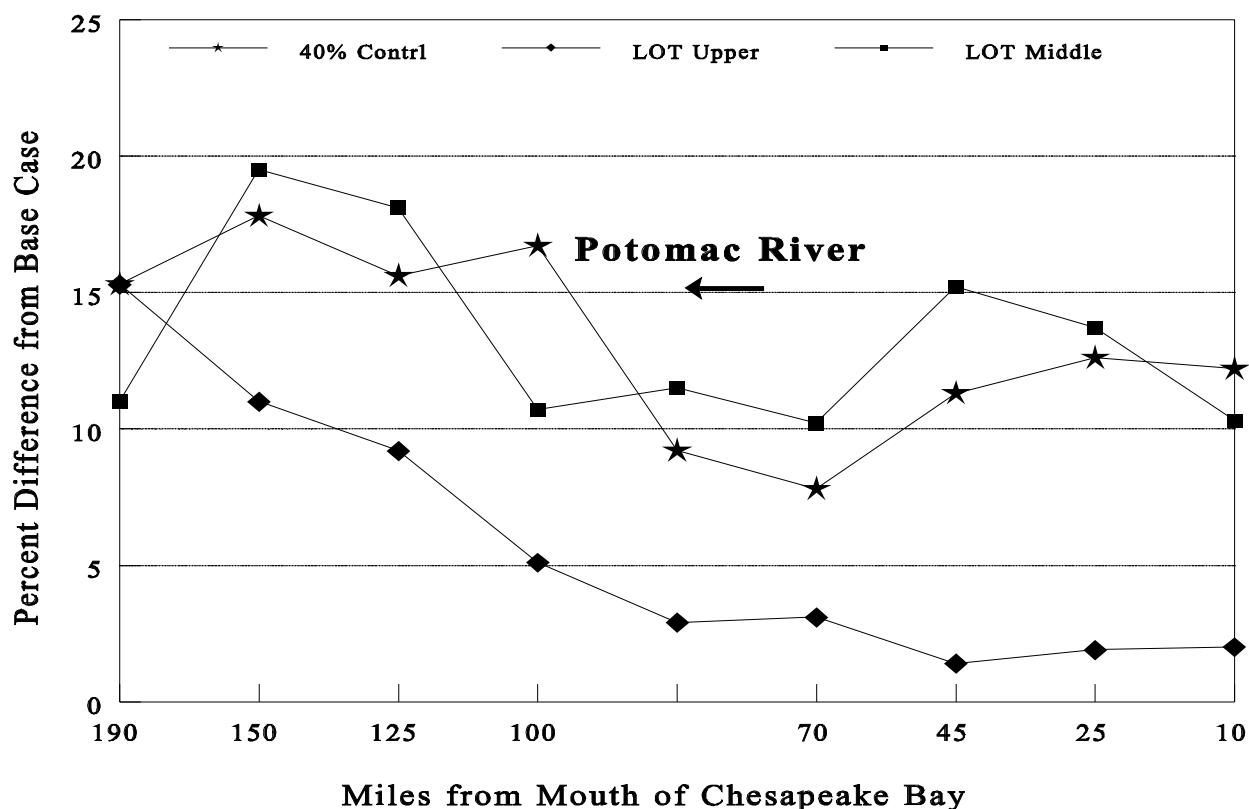 Percent Difference from Base Case
25
20
15
10
5
0
40% Contrl LOT Upper LOT Middle
Potomac River
190 150 125 100 70 45 25 10
Miles from Mouth of Chesapeake Bay